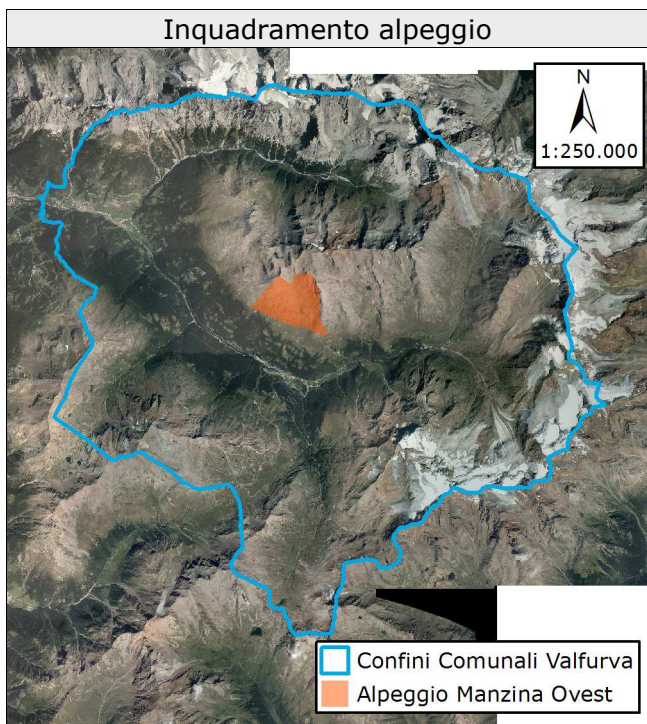 Inquadramento alpeggio
N
1:250.000
Confini Comunali Valfurva
Alpeggio Manzina Ovest